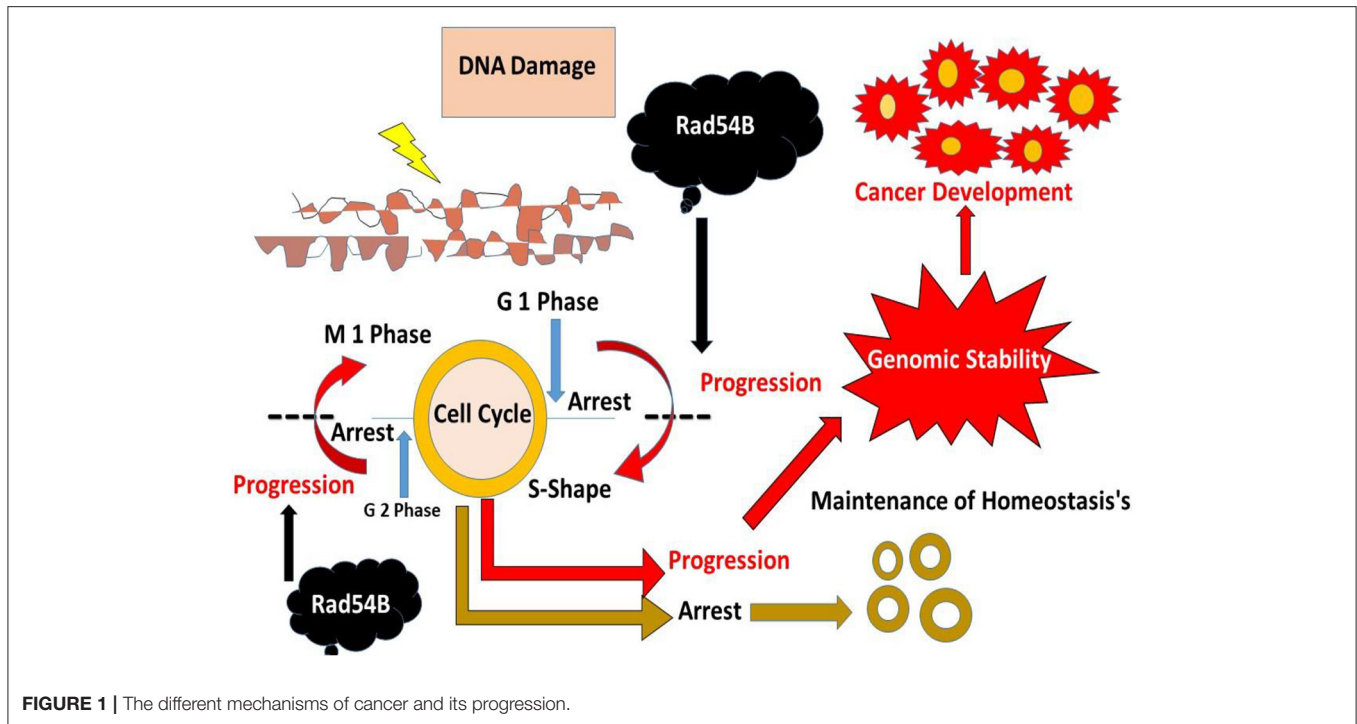 DNA Damage
Rad54B
Cancer Development
G 1 Phase
M 1 Phase
Genomic Stability
Progression
Cell Cycle
Arrest
Arrest
Progression
S-Shape
G 2 Phase
Maintenance of Homeostasis's
Progression
Rad54B
Arrest
FIGURE 1 | The different mechanisms of cancer and its progression.